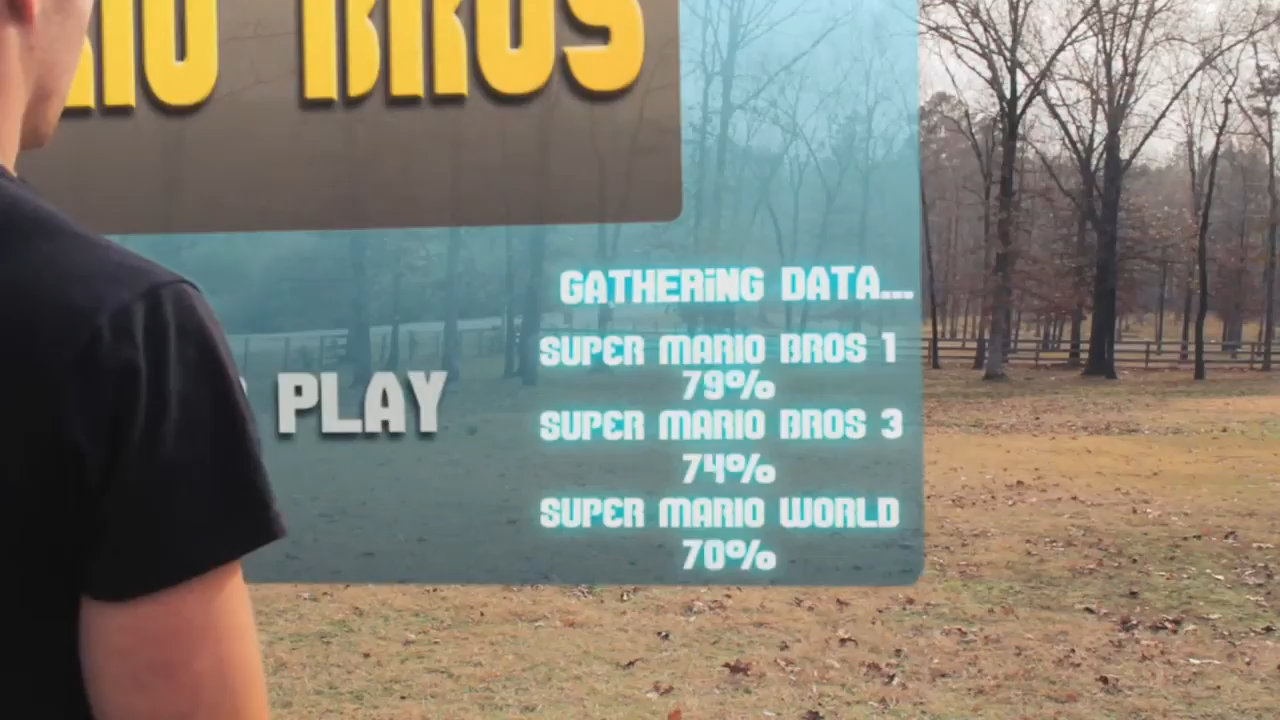 RIO BROS
PLAY
GATHERING DATA...
SUPER MARIO BROS 1
79%
SUPER MARIO BROS 3
74%
SUPER MARIO WORLD
70%